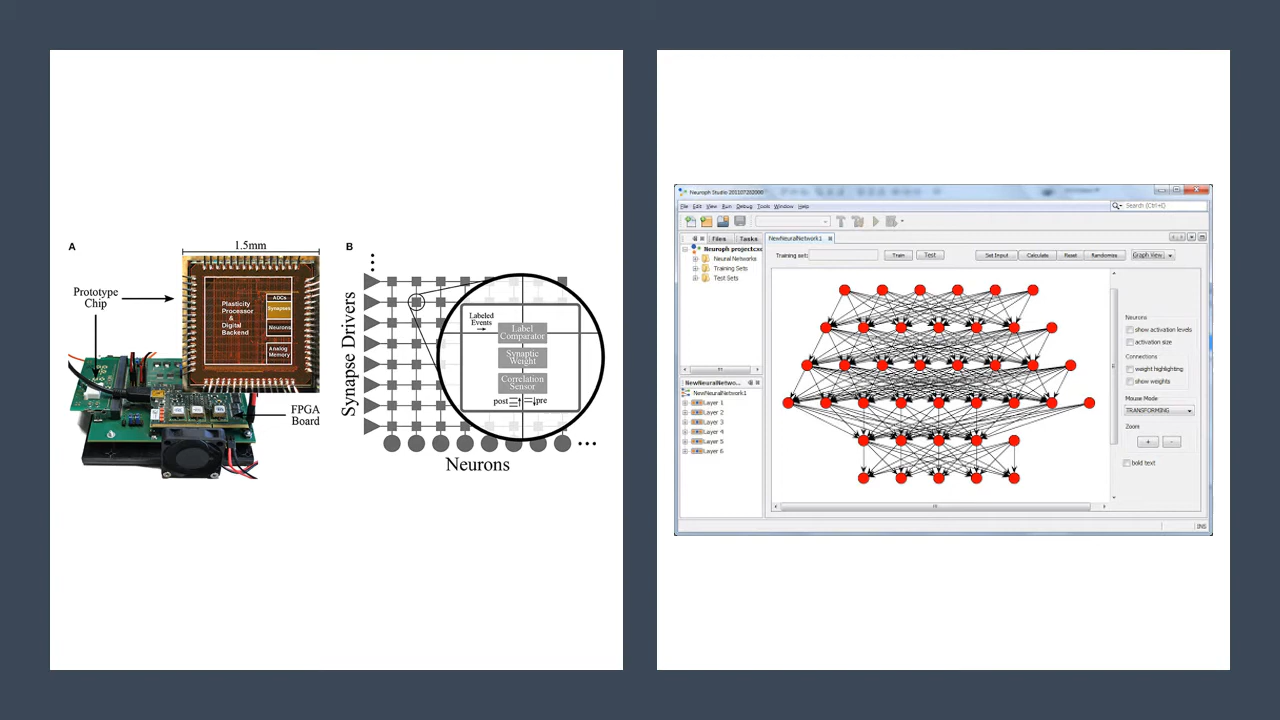 A
1.5mm
Prototype
Chip
Plasticity
Processor
&
Digital
Backend
ADCs
Synapses
Neurons
Analog
Memory
FPGA
Board
B
Synapse Drivers
Labeled
Events
Label
Comparator
Synaptic
Weight
Correlation
Sensor
post
pre
Neurons
Neuroph Studio 201107282000
File Edit View Run Debug Tools Window Help
Search (Ctrl+I)
Files Tasks
NewNeuralNetwork1
Neural Networks
Training Sets
Test Sets
Training set:
Train
Test
Set Input
Calculate
Reset
Randomize
Graph View
Neurons
show activation levels
activation size
Connections
weight highlighting
show weights
Mouse Mode
TRANSFORMING
Zoom
+
-
bold text
NewNeuralNetwo...
NewNeuralNetwork1
Layer 1
Layer 2
Layer 3
Layer 4
Layer 5
Layer 6
INS